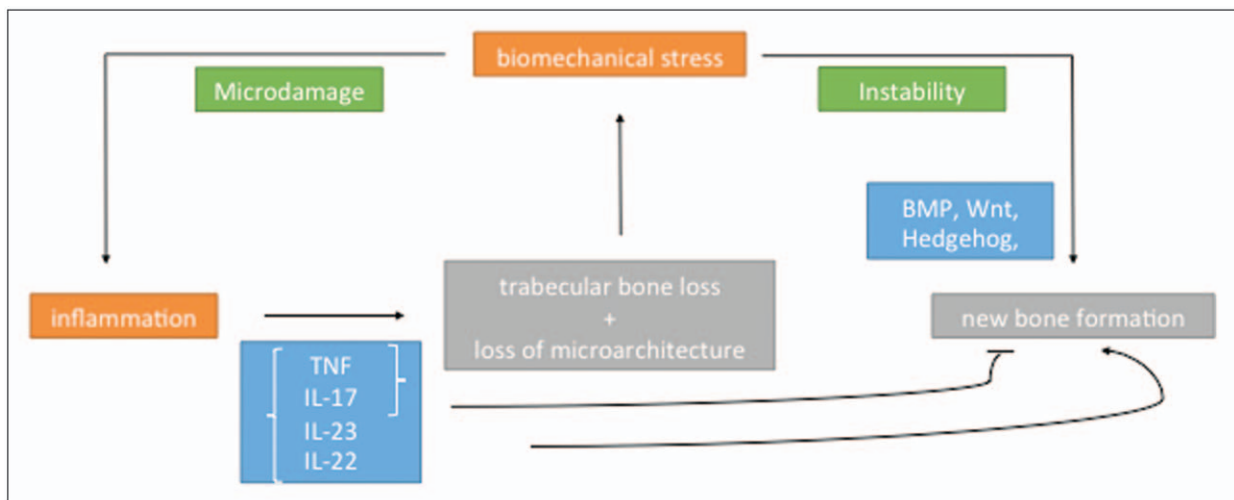 biomechanical stress
Microdamage
Instability
BMP, Wnt,
Hedgehog,
inflammation
trabecular bone loss
+
loss of microarchitecture
new bone formation
TNF
IL-17
IL-23
IL-22